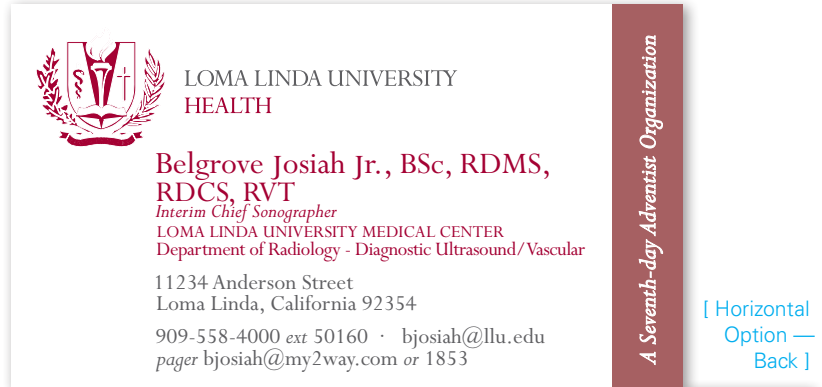 LOMA LINDA UNIVERSITY
HEALTH
Belgrove Josiah Jr., BSc, RDMS,
RDCS, RVT
Interim Chief Sonographer
LOMA LINDA UNIVERSITY MEDICAL CENTER
Department of Radiology - Diagnostic Ultrasound/Vascular
11234 Anderson Street
Loma Linda, California 92354
909-558-4000 ext 50160 · bjosiah@llu.edu
pager bjosiah@my2way.com or 1853
A Seventh-day Adventist Organization
[ Horizontal
Option —
Back ]